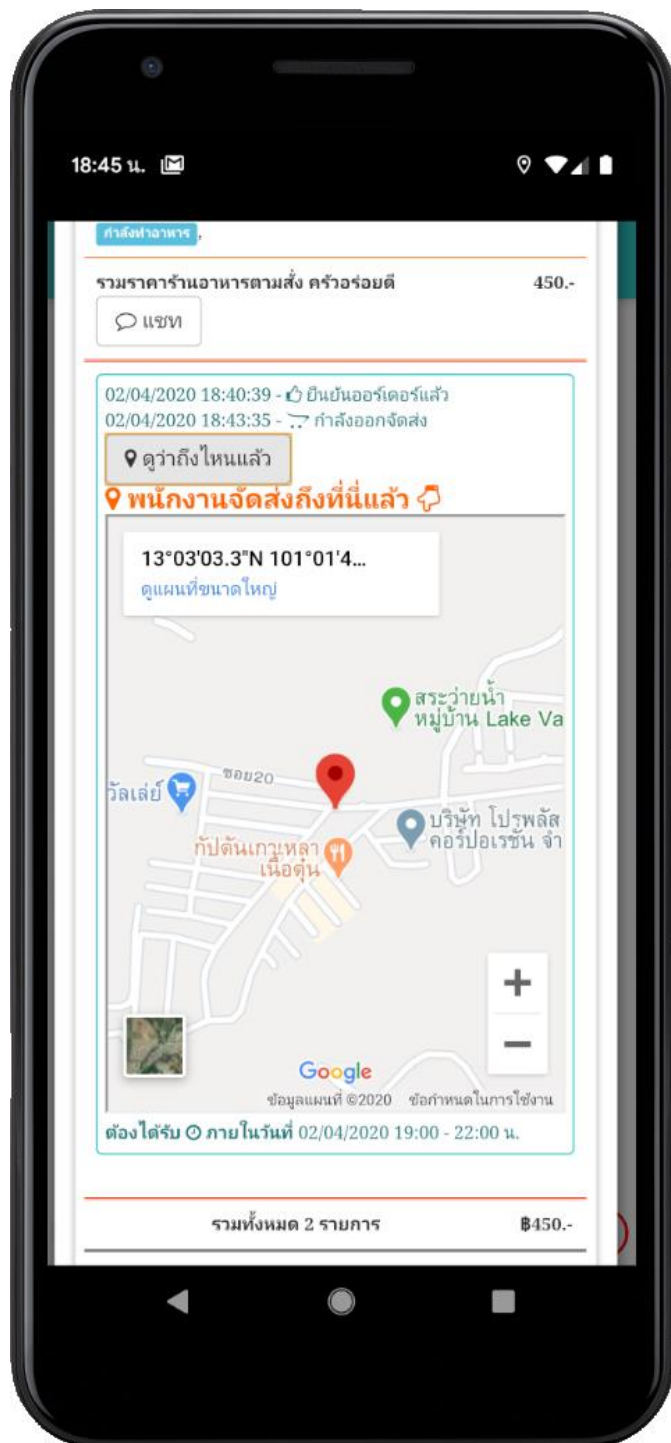 18:45 น.
กำลังทำอาหาร ,
รวมราคาร้านอาหารตามสั่ง ครัวอร่อยดี 450.-
แชท
02/04/2020 18:40:39 - ยืนยันออร์เดอร์แล้ว
02/04/2020 18:43:35 - กำลังออกจัดส่ง
ดูว่าถึงไหนแล้ว
พนักงานจัดส่งถึงที่นี่แล้ว
13°03'03.3"N 101°01'4...
ดูแผนที่ขนาดใหญ่
สระว่ายน้ำ
หมู่บ้าน Lake Va
ซอย20
วัลเล่ย์
บริษัท โปรพลัส
คอร์ปอเรชัน จำ
กัปตันเกาเหลา
เนื้อตุ๋น
+
−
Google
ข้อมูลแผนที่ ©2020 ข้อกำหนดในการใช้งาน
ต้องได้รับ ภายในวันที่ 02/04/2020 19:00 - 22:00 น.
รวมทั้งหมด 2 รายการ ฿450.-